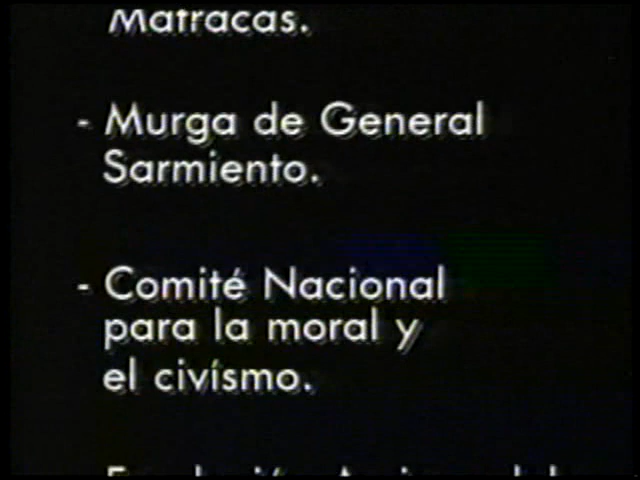 Matracas.
- Murga de General
Sarmiento.
- Comité Nacional
para la moral y
el civismo.